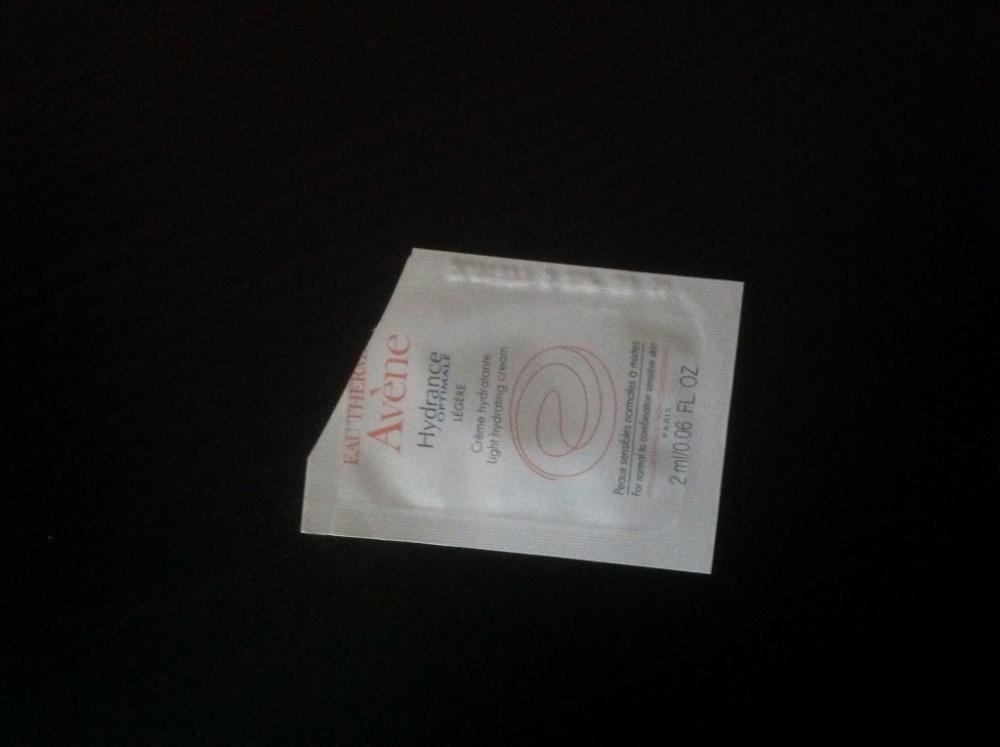 EAU THERM
Avène
Hydrance
OPTIMALE
LÉGÈRE
Crème hydratante
Light hydrating cream
Peaux sensibles normales à mixtes
For normal to combination sensitive skin
PARIS
2 ml/0.06 FL. OZ